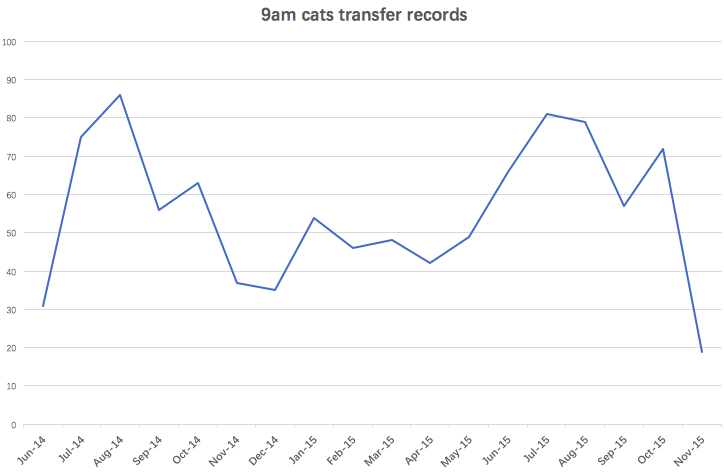 9am cats transfer records
100
90
80
70
60
50
40
30
20
10
0
Jun-14
Jul-14
Aug-14
Sep-14
Oct-14
Nov-14
Dec-14
Jan-15
Feb-15
Mar-15
Apr-15
May-15
Jun-15
Jul-15
Aug-15
Sep-15
Oct-15
Nov-15